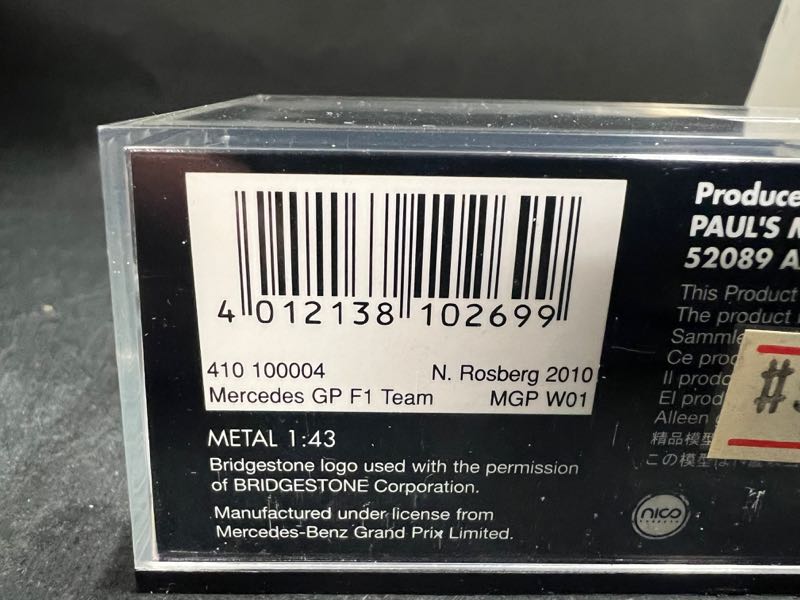 4 012138 102699
410 100004 N. Rosberg 2010
Mercedes GP F1 Team MGP W01
METAL 1:43
Bridgestone logo used with the permission
of BRIDGESTONE Corporation.
Manufactured under license from
Mercedes-Benz Grand Prix Limited.
nico
Produce
PAUL'S M
52089 A
This Product
The product
Sammle
Ce prod
Il prodo
El prod
Alleen
精品模型
この模型は
#